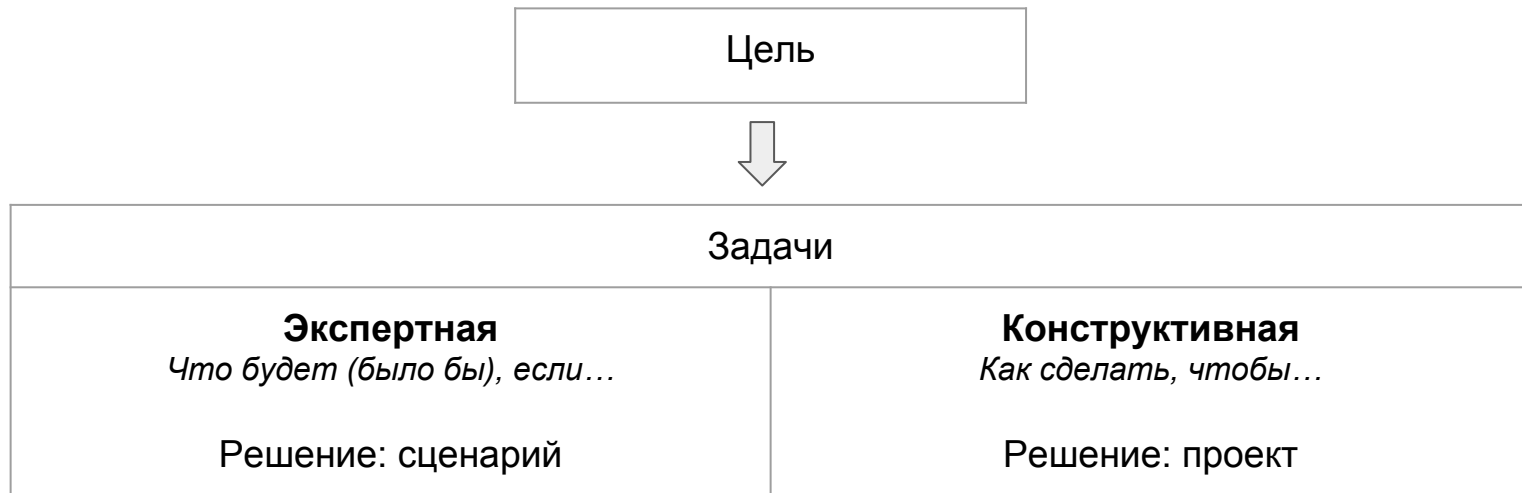 Цель
Задачи
Экспертная
Что будет (было бы), если…
Решение: сценарий
Конструктивная
Как сделать, чтобы…
Решение: проект